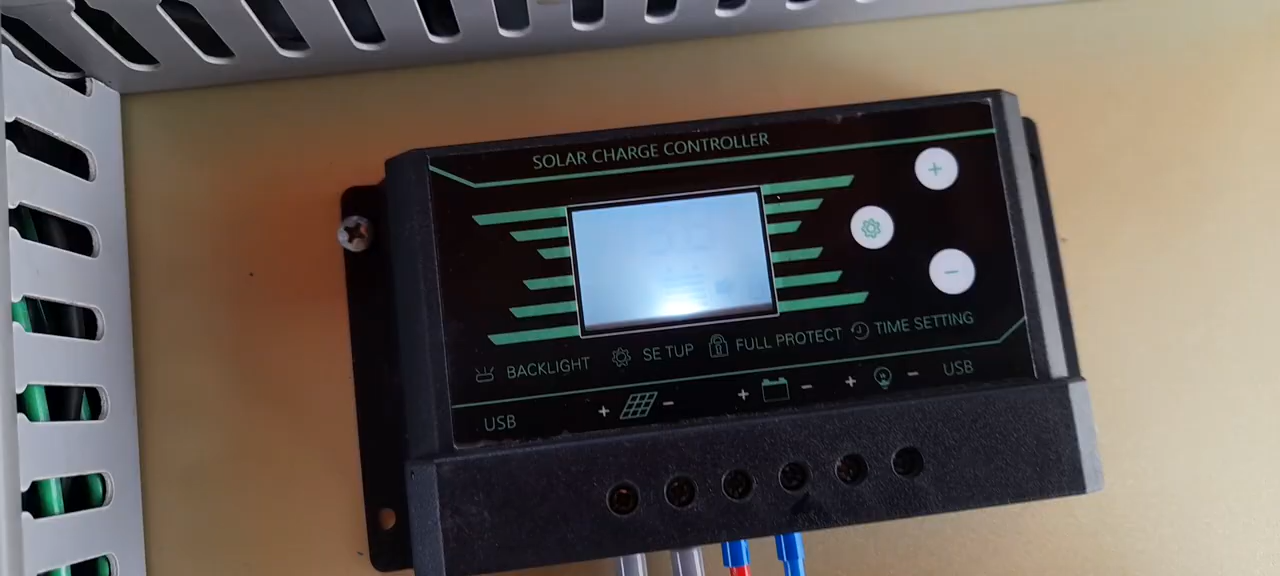 SOLAR CHARGE CONTROLLER
BACKLIGHT SE TUP FULL PROTECT TIME SETTING
USB + - + - + - USB
+
-